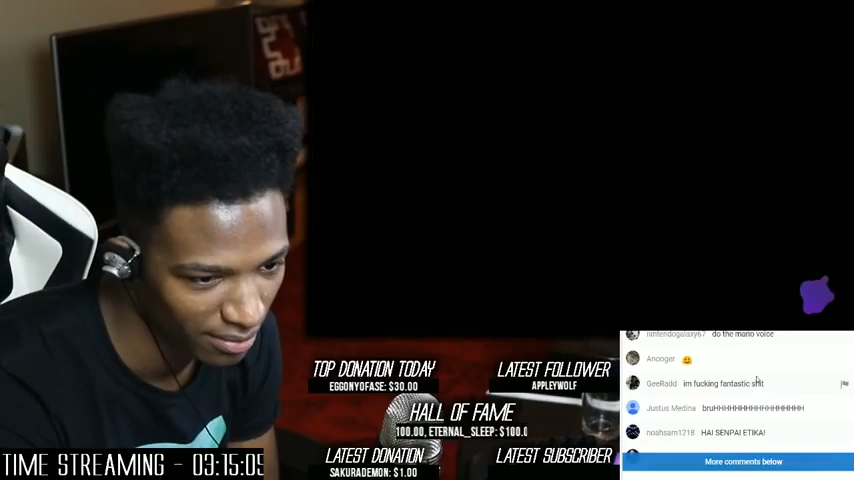 nintendogalaxy67 do the mario voice
Anooger
GeeRadd im fucking fantastic shit
Justus Medina
noahsam1218 HAI SENPAI ETIKA!
More comments below
TOP DONATION TODAY
EGGONYOFASE: $30.00
LATEST FOLLOWER
APPLEYWOLF
HALL OF FAME
100.00, ETERNAL_SLEEP: $100.0
LATEST DONATION
SAKURADEMON: $1.00
LATEST SUBSCRIBER
TIME STREAMING - 03:15:05